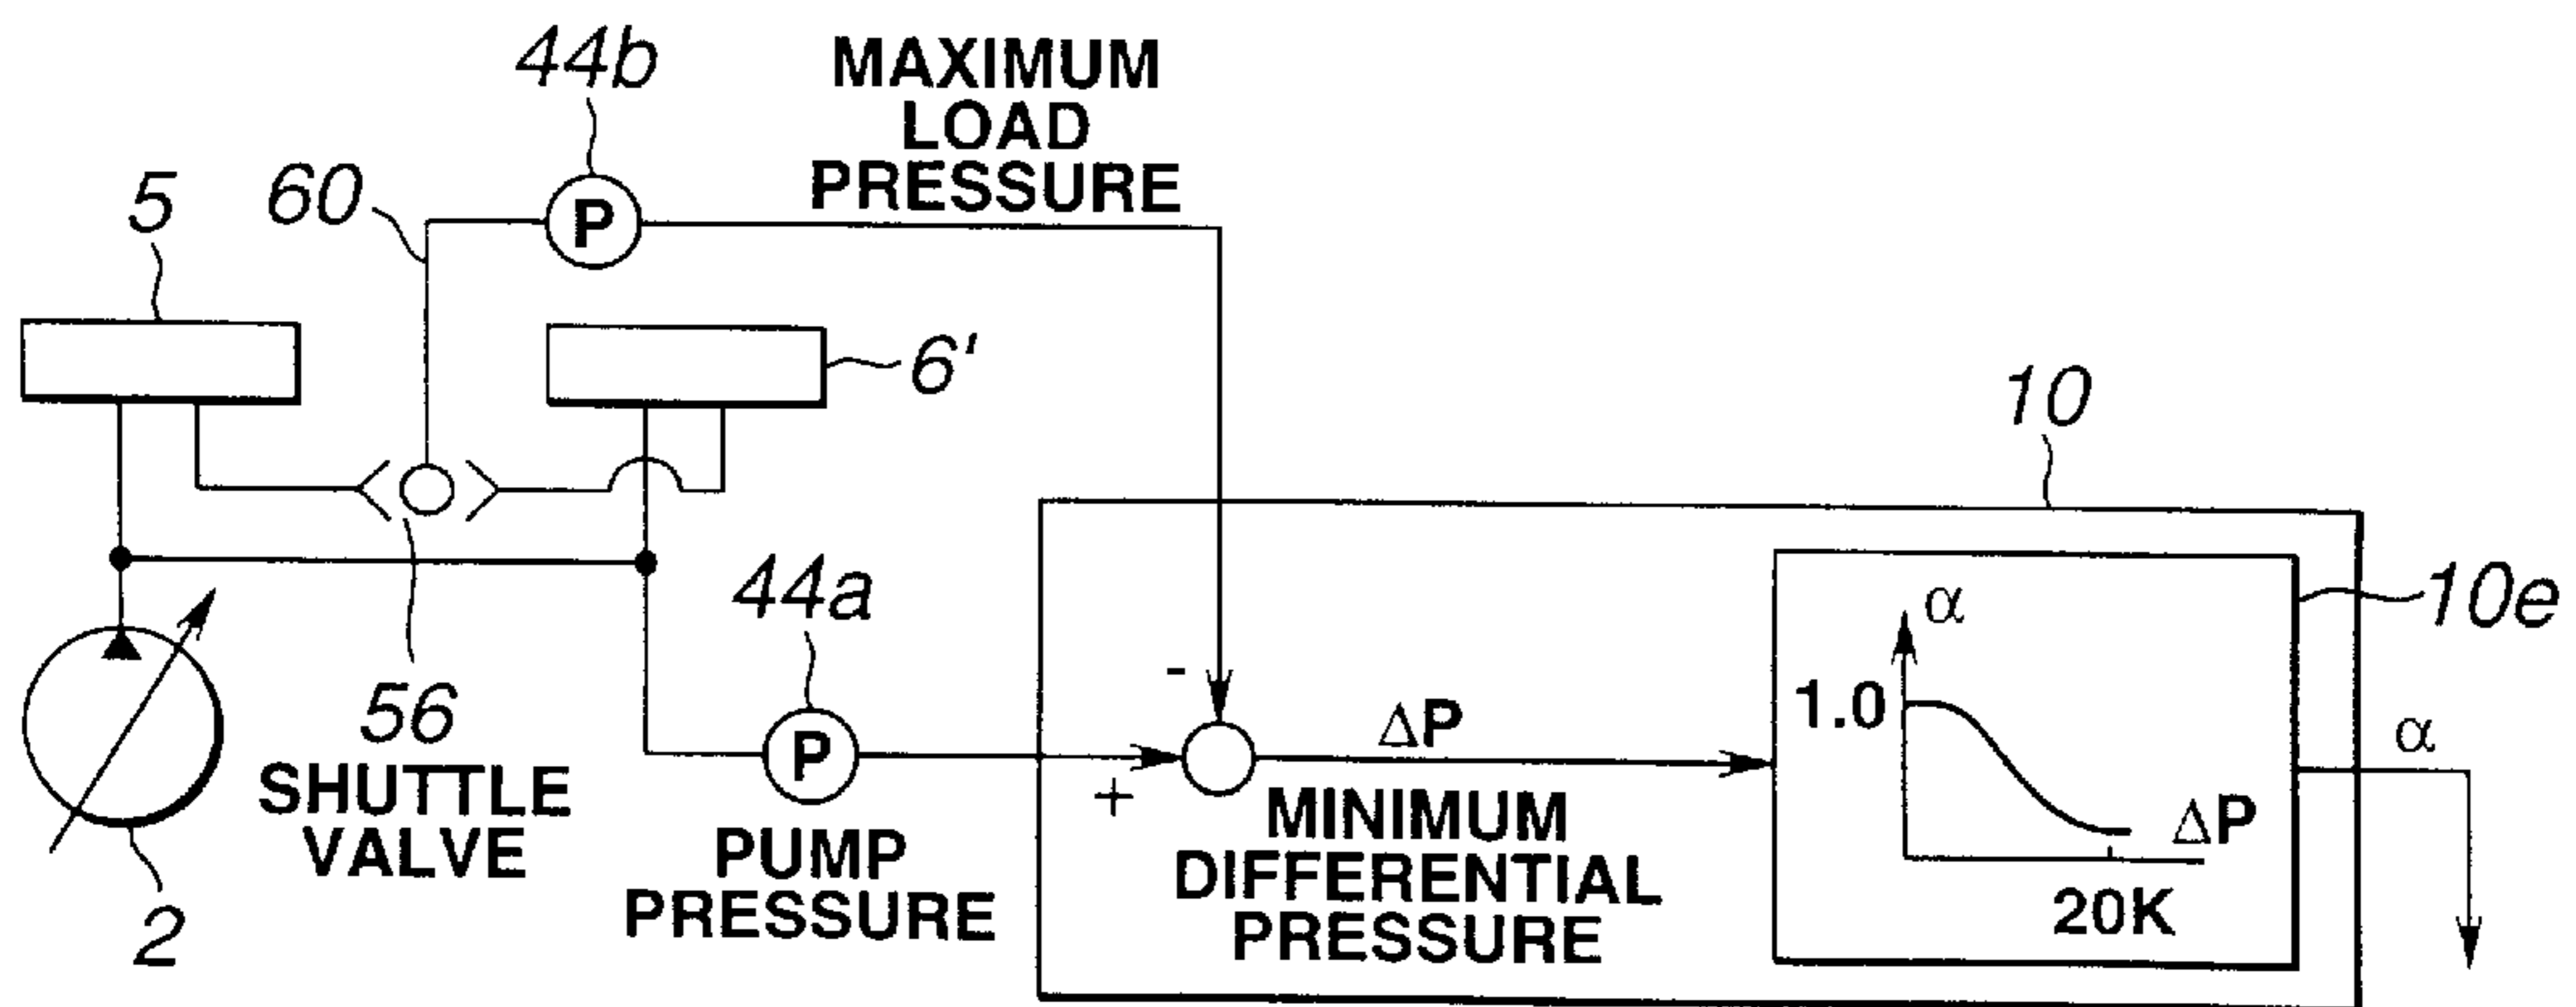 44b
MAXIMUM
LOAD
PRESSURE
5
60
P
6'
10
44a
10e
α
1.0
ΔP
20K
-
+
ΔP
α
P
56
SHUTTLE
VALVE
2
PUMP
PRESSURE
MINIMUM
DIFFERENTIAL
PRESSURE